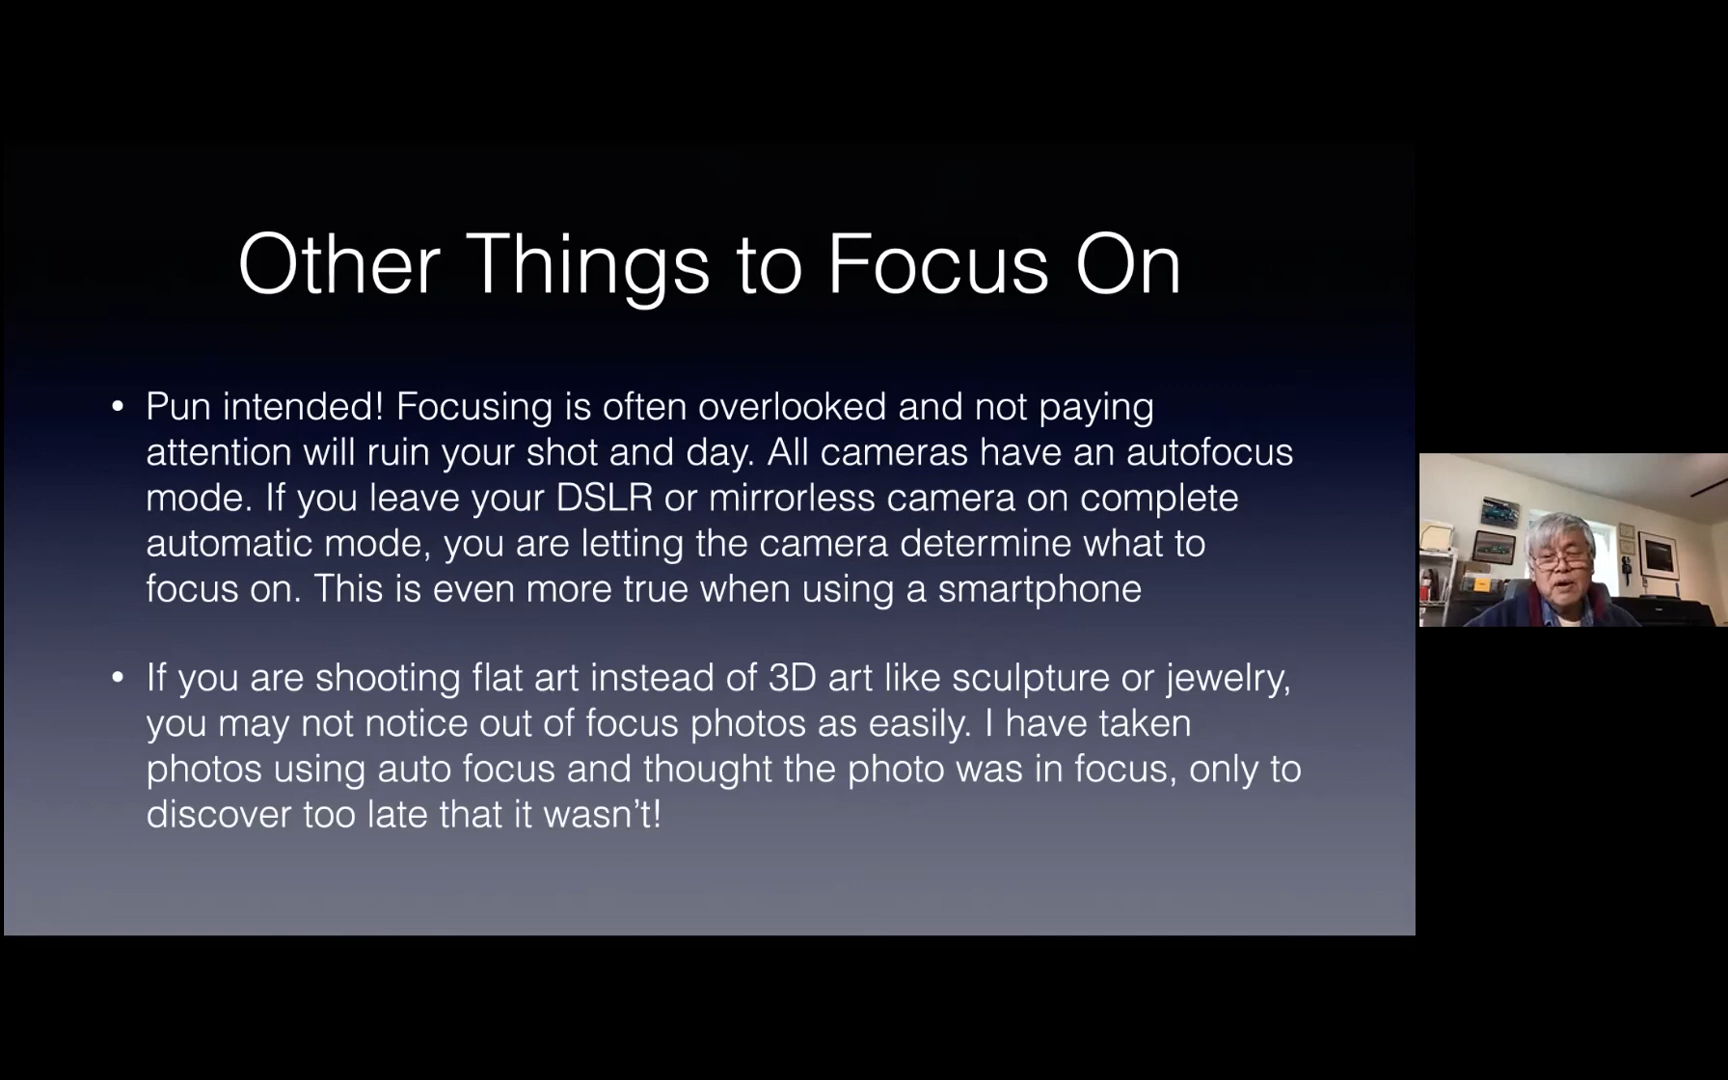 Other Things to Focus On
• Pun intended! Focusing is often overlooked and not paying
attention will ruin your shot and day. All cameras have an autofocus
mode. If you leave your DSLR or mirrorless camera on complete
automatic mode, you are letting the camera determine what to
focus on. This is even more true when using a smartphone
• If you are shooting flat art instead of 3D art like sculpture or jewelry,
you may not notice out of focus photos as easily. I have taken
photos using auto focus and thought the photo was in focus, only to
discover too late that it wasn’t!